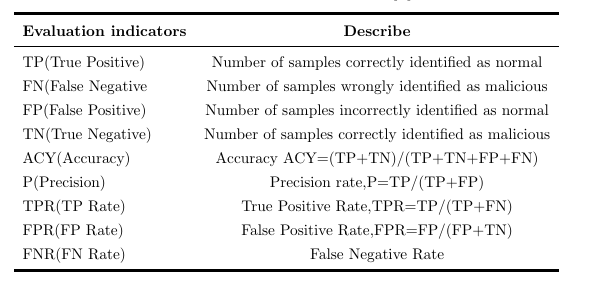 Evaluation indicators Describe
TP(True Positive) Number of samples correctly identified as normal
FN(False Negative Number of samples wrongly identified as malicious
FP(False Positive) Number of samples incorrectly identified as normal
TN(True Negative) Number of samples correctly identified as malicious
ACY(Accuracy) Accuracy ACY=(TP+TN)/(TP+TN+FP+FN)
P(Precision) Precision rate,P=TP/(TP+FP)
TPR(TP Rate) True Positive Rate,TPR=TP/(TP+FN)
FPR(FP Rate) False Positive Rate,FPR=FP/(FP+TN)
FNR(FN Rate) False Negative Rate